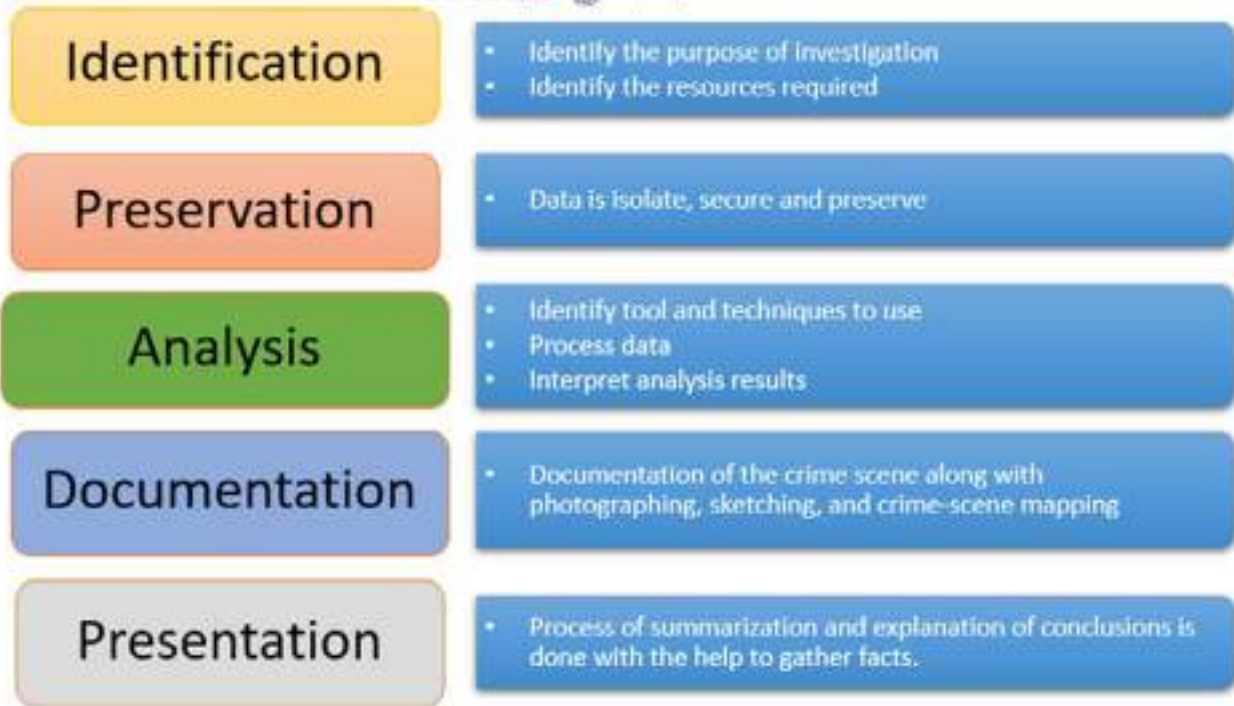 Identification
• Identify the purpose of investigation
• Identify the resources required
Preservation
• Data is isolate, secure and preserve
Analysis
• Identify tool and techniques to use
• Process data
• Interpret analysis results
Documentation
• Documentation of the crime scene along with
photographing, sketching, and crime-scene mapping
Presentation
• Process of summarization and explanation of conclusions is
done with the help to gather facts.